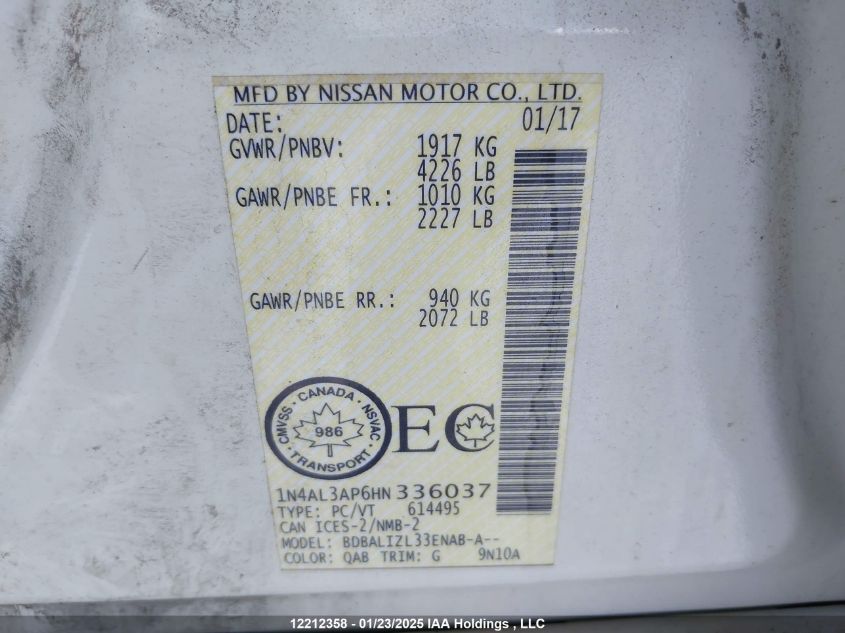 MFD BY NISSAN MOTOR CO., LTD.
DATE: 01/17
GVWR/PNBV: 1917 KG
4226 LB
GAWR/PNBE FR.: 1010 KG
2227 LB
GAWR/PNBE RR.: 940 KG
2072 LB
CMVSS · CANADA · NSVAC
986
· TRANSPORT ·
EC
1N4AL3AP6HN 336037
TYPE: PC/VT 614495
CAN ICES-2/NMB-2
MODEL: BDBALIZL33ENAB-A--
COLOR: QAB TRIM: G 9N10A
12212358 - 01/23/2025 IAA Holdings , LLC